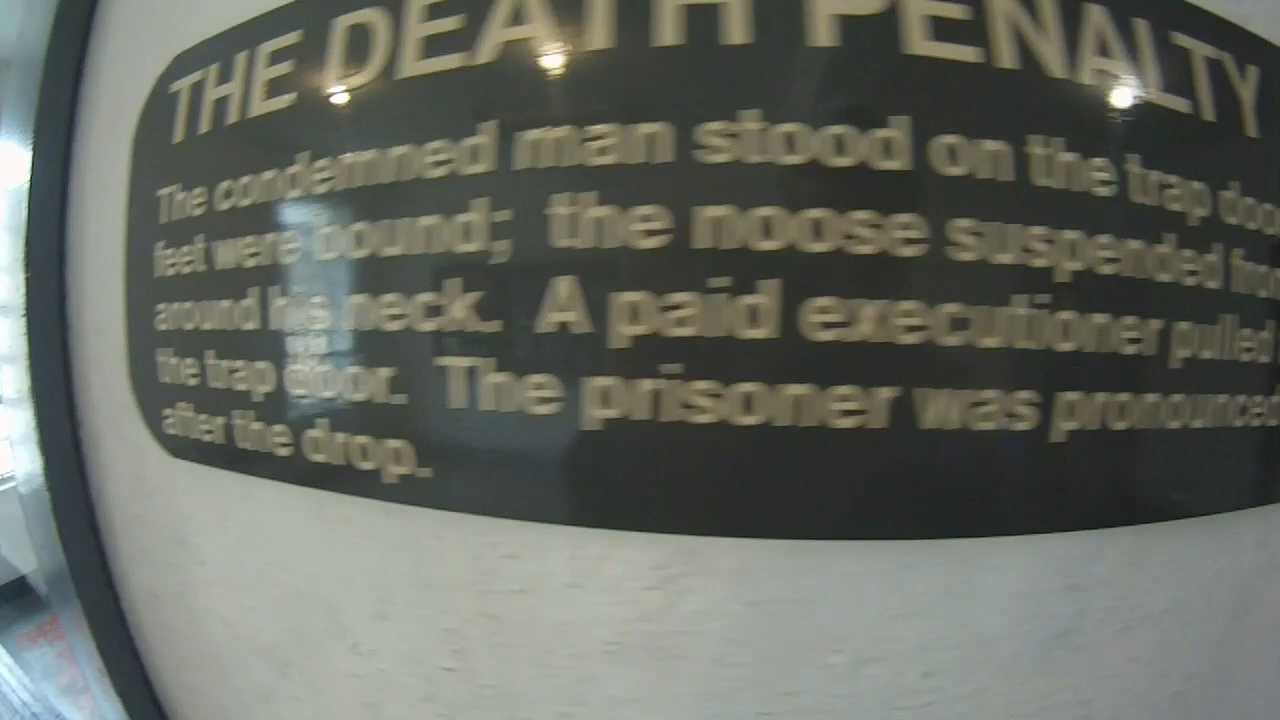 THE DEATH PENALTY
The condemned man stood on the trap
feet were bound; the noose suspended
around his neck. A paid executioner pulled
the trap door. The prisoner was pronounced
after the drop.